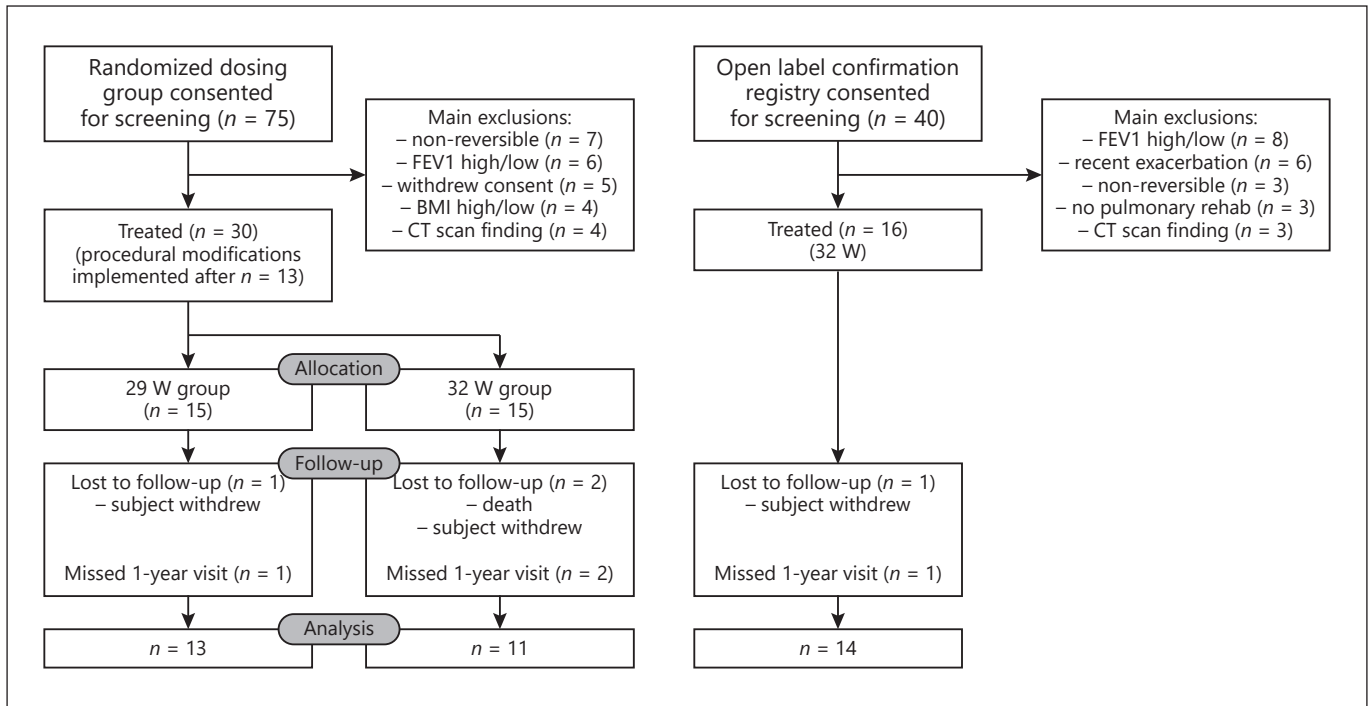 Randomized dosing
group consented
for screening (n = 75)
Main exclusions:
– non-reversible (n = 7)
– FEV1 high/low (n = 6)
– withdrew consent (n = 5)
– BMI high/low (n = 4)
– CT scan finding (n = 4)
Treated (n = 30)
(procedural modifications
implemented after n = 13)
Allocation
29 W group
(n = 15)
32 W group
(n = 15)
Follow-up
Lost to follow-up (n = 1)
– subject withdrew
Missed 1-year visit (n = 1)
Lost to follow-up (n = 2)
– death
– subject withdrew
Missed 1-year visit (n = 2)
Analysis
n = 13
n = 11
Open label confirmation
registry consented
for screening (n = 40)
Main exclusions:
– FEV1 high/low (n = 8)
– recent exacerbation (n = 6)
– non-reversible (n = 3)
– no pulmonary rehab (n = 3)
– CT scan finding (n = 3)
Treated (n = 16)
(32 W)
Lost to follow-up (n = 1)
– subject withdrew
Missed 1-year visit (n = 1)
n = 14